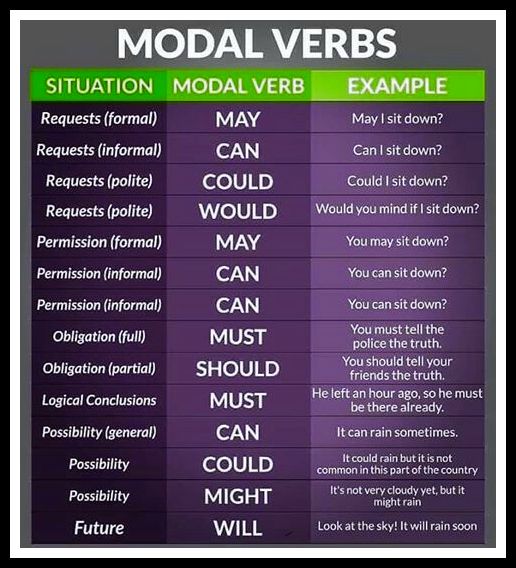 MODAL VERBS
SITUATION MODAL VERB EXAMPLE
Requests (formal) MAY May I sit down?
Requests (informal) CAN Can I sit down?
Requests (polite) COULD Could I sit down?
Requests (polite) WOULD Would you mind if I sit down?
Permission (formal) MAY You may sit down?
Permission (informal) CAN You can sit down?
Permission (informal) CAN You can sit down?
Obligation (full) MUST You must tell the
police the truth.
Obligation (partial) SHOULD You should tell your
friends the truth.
Logical Conclusions MUST He left an hour ago, so he must
be there already.
Possibility (general) CAN It can rain sometimes.
Possibility COULD It could rain but it is not
common in this part of the country
Possibility MIGHT It's not very cloudy yet, but it
might rain
Future WILL Look at the sky! It will rain soon